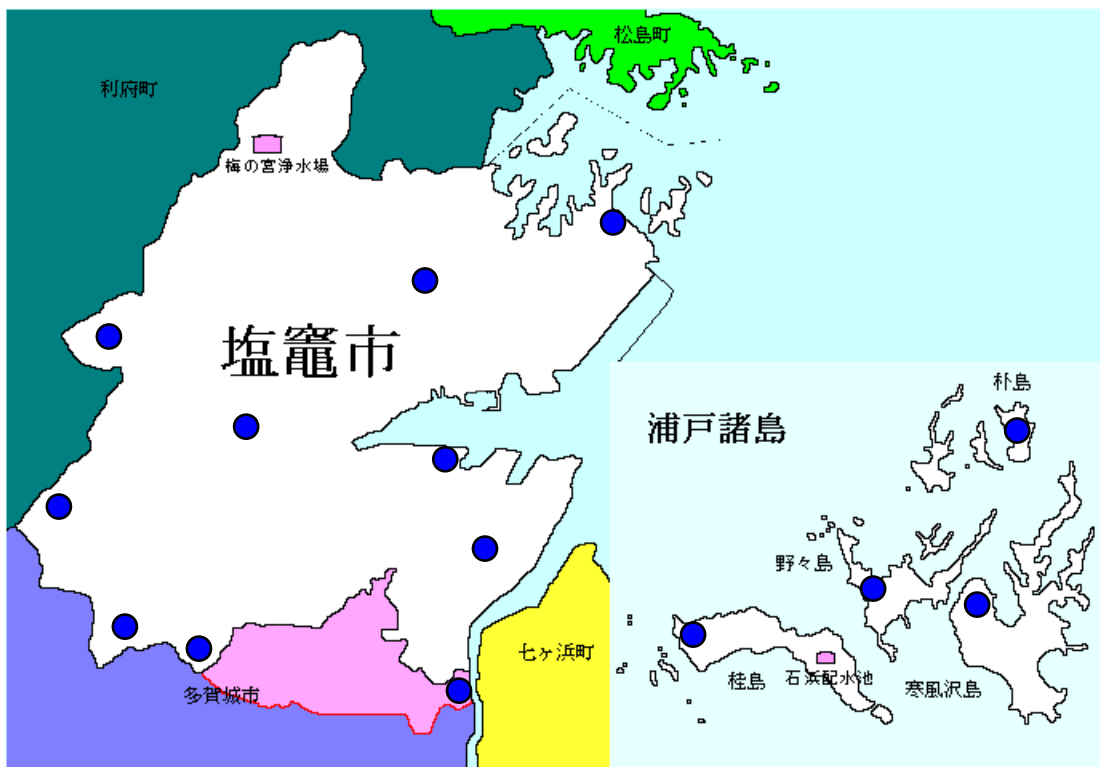 松島町
利府町
梅の宮浄水場
塩竈市
朴島
浦戸諸島
野々島
七ヶ浜町
桂島
石浜配水池
寒風沢島
多賀城市